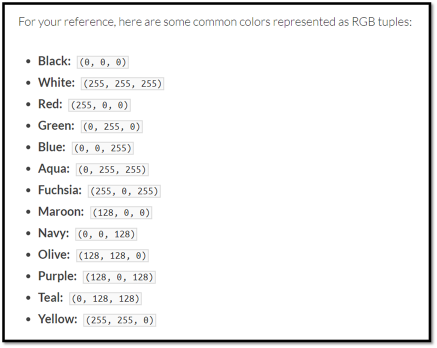 For your reference, here are some common colors represented as RGB tuples:
• Black: (0, 0, 0)
• White: (255, 255, 255)
• Red: (255, 0, 0)
• Green: (0, 255, 0)
• Blue: (0, 0, 255)
• Aqua: (0, 255, 255)
• Fuchsia: (255, 0, 255)
• Maroon: (128, 0, 0)
• Navy: (0, 0, 128)
• Olive: (128, 128, 0)
• Purple: (128, 0, 128)
• Teal: (0, 128, 128)
• Yellow: (255, 255, 0)